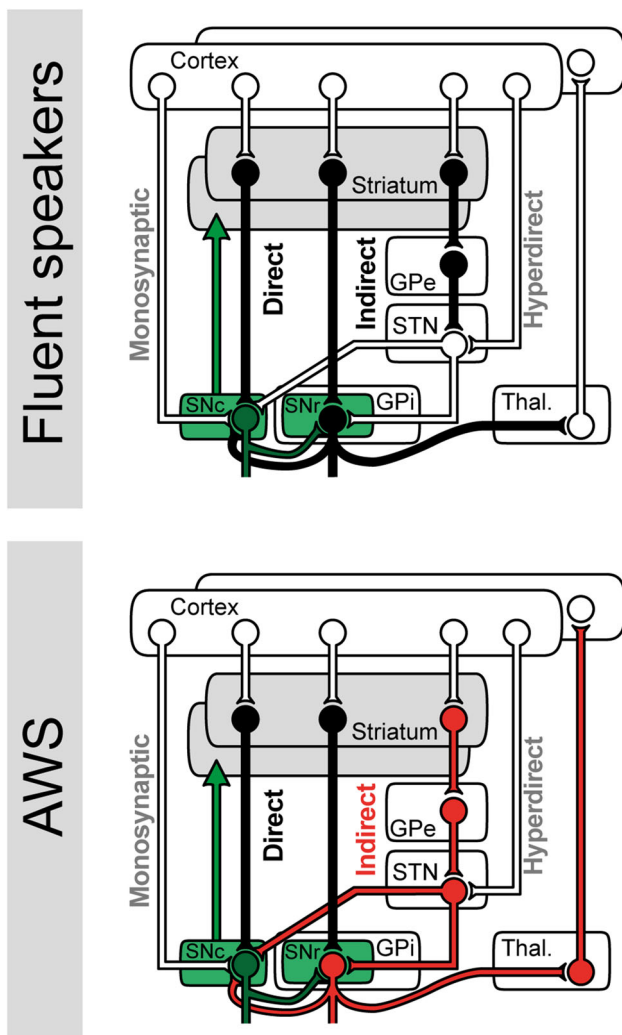 Fluent speakers
Cortex
Striatum
Monosynaptic
Direct
Indirect
GPe
STN
Hyperdirect
SNc
SNr
GPi
Thal.
AWS
Cortex
Striatum
Monosynaptic
Direct
Indirect
GPe
STN
Hyperdirect
SNc
SNr
GPi
Thal.